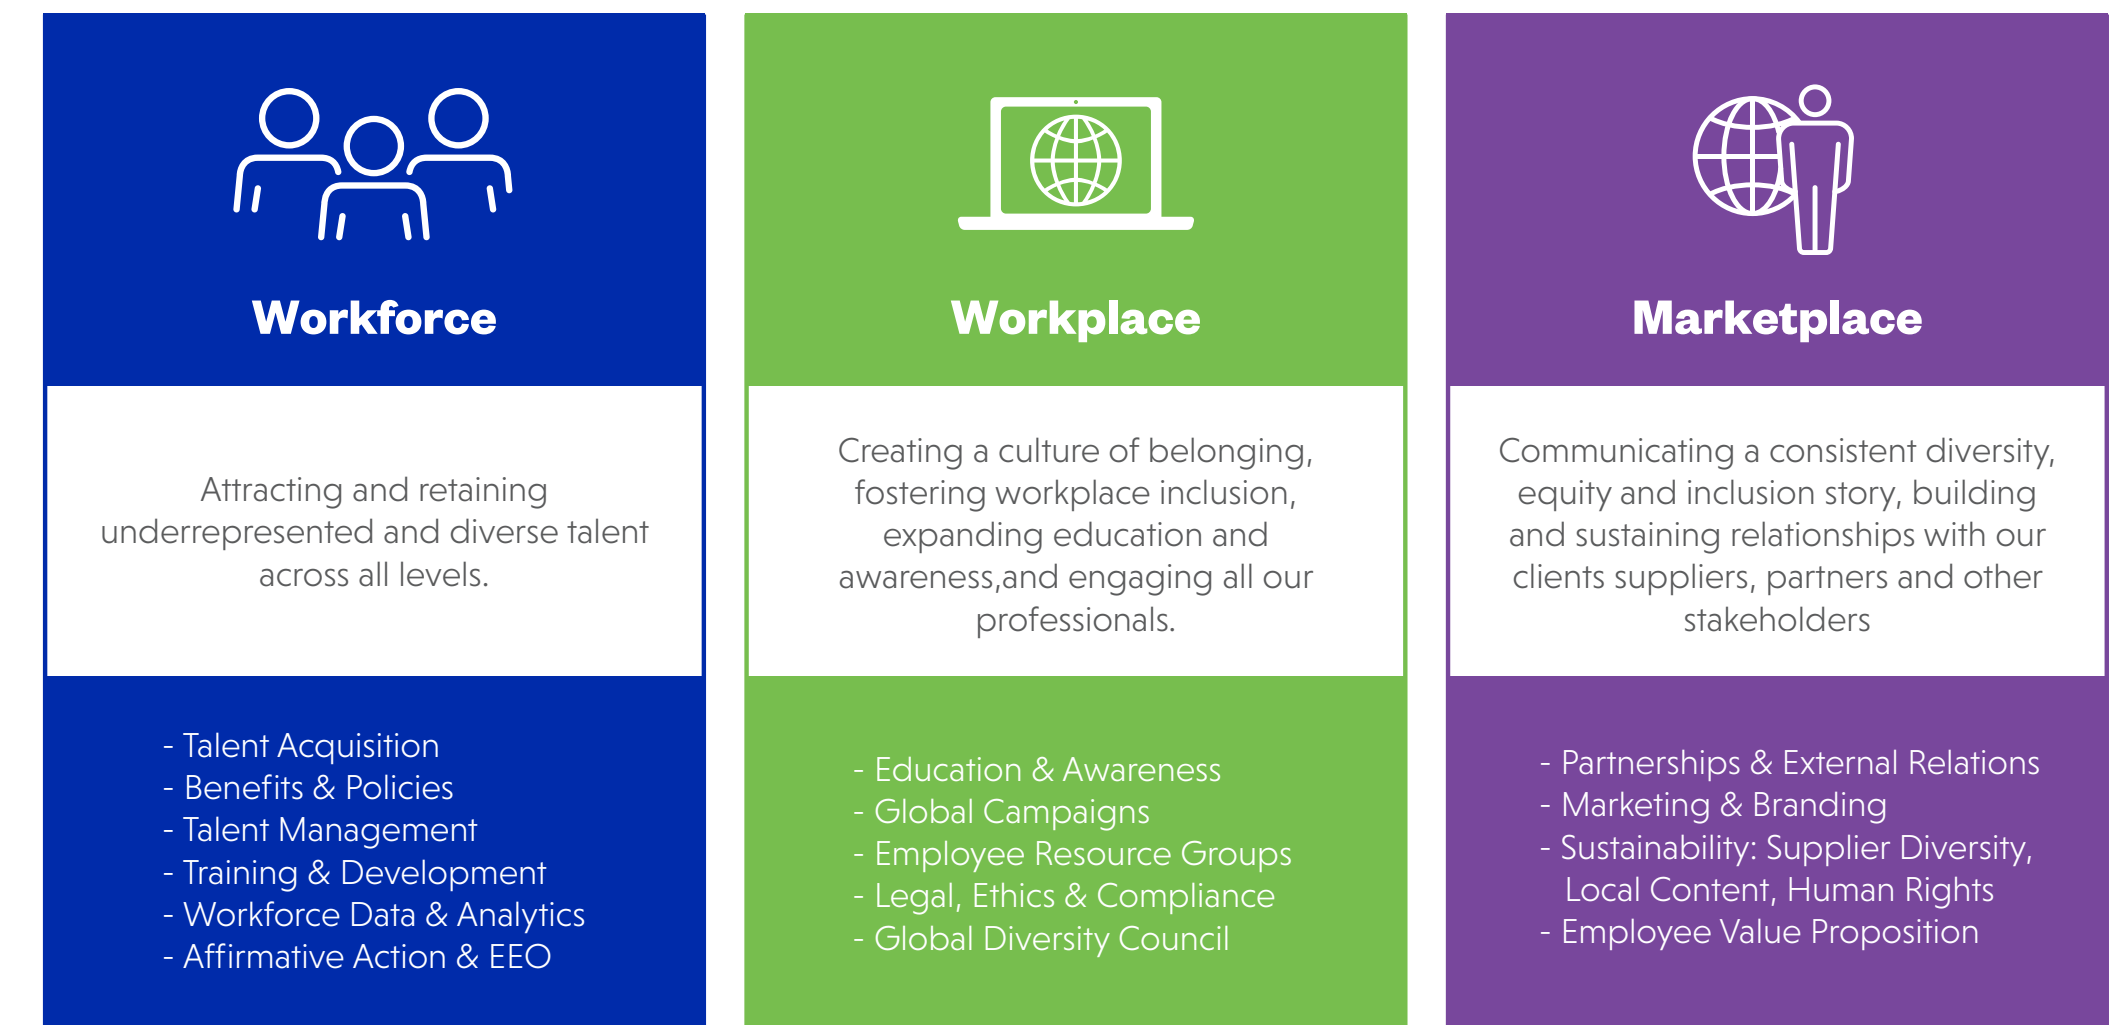 Workforce
Attracting and retaining
underrepresented and diverse talent
across all levels.
- Talent Acquisition
- Benefits & Policies
- Talent Management
- Training & Development
- Workforce Data & Analytics
- Affirmative Action & EEO
Workplace
Creating a culture of belonging,
fostering workplace inclusion,
expanding education and
awareness,and engaging all our
professionals.
- Education & Awareness
- Global Campaigns
- Employee Resource Groups
- Legal, Ethics & Compliance
- Global Diversity Council
Marketplace
Communicating a consistent diversity,
equity and inclusion story, building
and sustaining relationships with our
clients suppliers, partners and other
stakeholders
- Partnerships & External Relations
- Marketing & Branding
- Sustainability: Supplier Diversity,
Local Content, Human Rights
- Employee Value Proposition